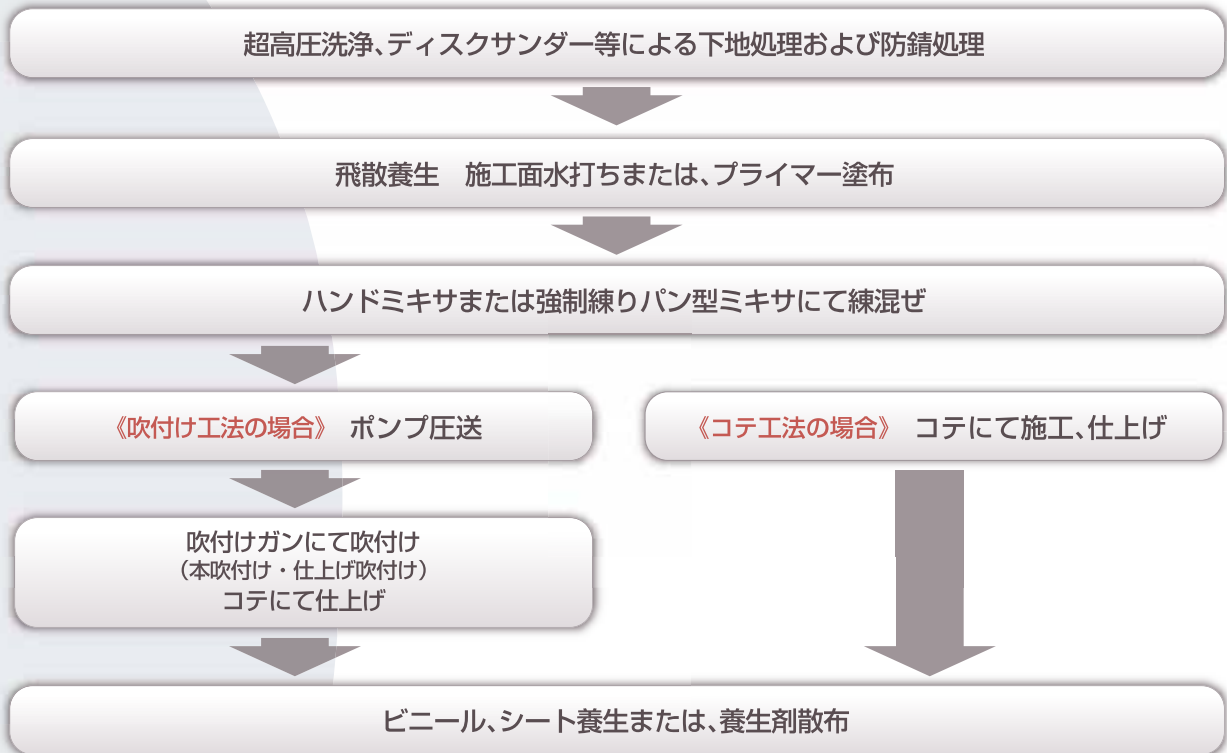 超高圧洗浄、ディスクサンダー等による下地処理および防錆処理
飛散養生　施工面水打ちまたは、プライマー塗布
ハンドミキサまたは強制練りパン型ミキサにて練混ぜ
《吹付け工法の場合》 ポンプ圧送
《コテ工法の場合》 コテにて施工、仕上げ
吹付けガンにて吹付け
（本吹付け・仕上げ吹付け）
コテにて仕上げ
ビニール、シート養生または、養生剤散布